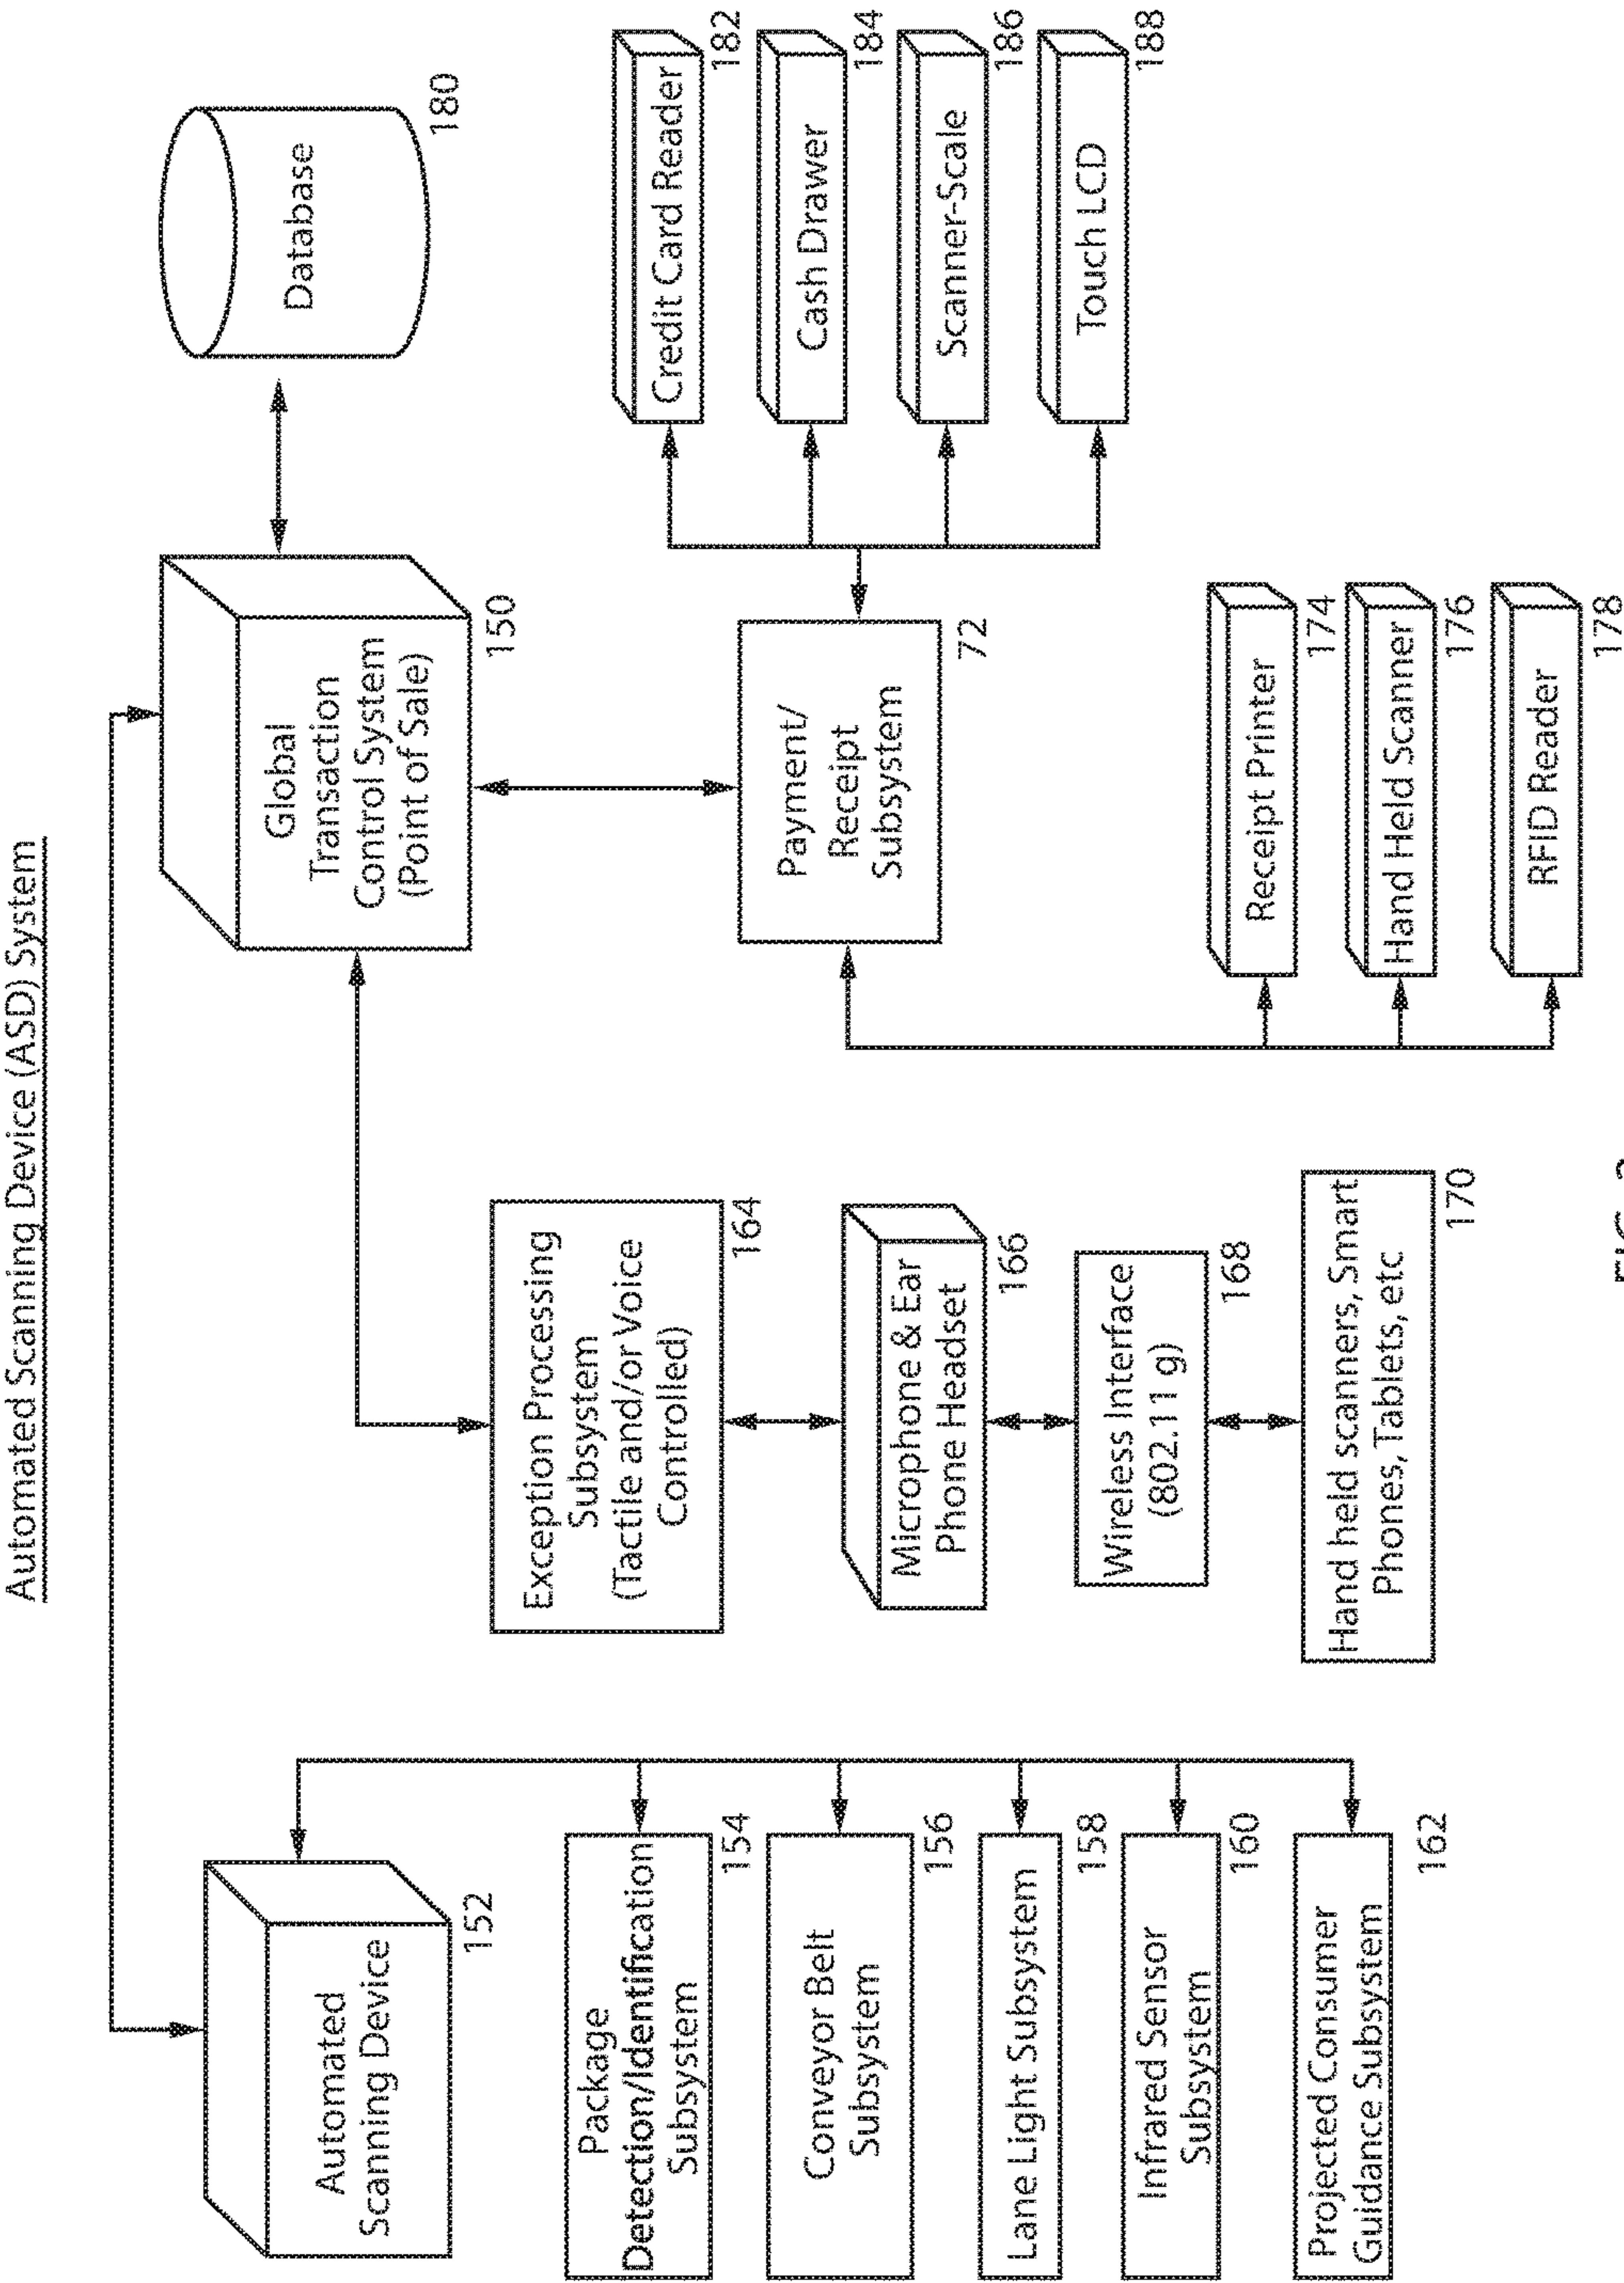 Automated Scanning Device (ASD) System
Automated
Scanning Device
152
Package
Detection/Identification
Subsystem
154
Conveyor Belt
Subsystem
156
Lane Light Subsystem
158
Infrared Sensor
Subsystem
160
Projected Consumer
Guidance Subsystem
162
Exception Processing
Subsystem
(Tactile and/or Voice
Controlled)
164
Microphone & Ear
Phone Headset
166
Wireless Interface
(802.11 g)
168
Hand held scanners, Smart
Phones, Tablets, etc
170
Global
Transaction
Control System
(Point of Sale)
150
Database
180
Payment/
Receipt
Subsystem
72
Credit Card Reader
182
Cash Drawer
184
Scanner-Scale
186
Touch LCD
188
Receipt Printer
174
Hand Held Scanner
176
RFID Reader
178